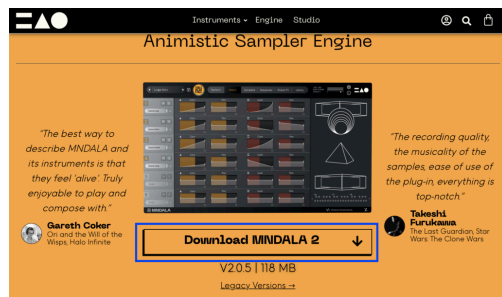 Instruments Engine Studio
Animistic Sampler Engine
"The best way to
describe MNDALA and
its instruments is that
they feel 'alive'. Truly
enjoyable to play and
compose with."
Gareth Coker
Ori and the Will of the
Wisps, Halo Infinite
MNDALA
"The recording quality,
the musicality of the
samples, ease of use of
the plug-in, everything is
top-notch."
Takeshi
Furukawa
The Last Guardian, Star
Wars: The Clone Wars
Download MNDALA 2 ↓
V2.0.5 | 118 MB
Legacy Versions →